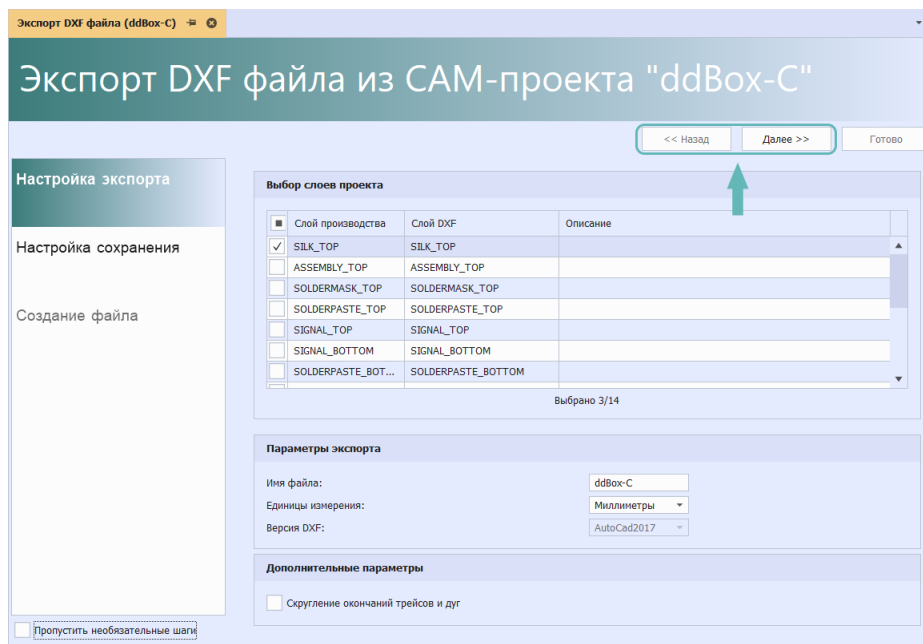 Экспорт DXF файла (ddBox-C)
Экспорт DXF файла из CAM-проекта "ddBox-C"
<< Назад Далее >> Готово
Настройка экспорта
Настройка сохранения
Создание файла
Выбор слоев проекта
Слой производства Слой DXF Описание
SILK_TOP SILK_TOP
ASSEMBLY_TOP ASSEMBLY_TOP
SOLDERMASK_TOP SOLDERMASK_TOP
SOLDERPASTE_TOP SOLDERPASTE_TOP
SIGNAL_TOP SIGNAL_TOP
SIGNAL_BOTTOM SIGNAL_BOTTOM
SOLDERPASTE_BOT... SOLDERPASTE_BOTTOM
Выбрано 3/14
Параметры экспорта
Имя файла: ddBox-C
Единицы измерения: Миллиметры
Версия DXF: AutoCad2017
Дополнительные параметры
Скругление окончаний трейсов и дуг
Пропустить необязательные шаги